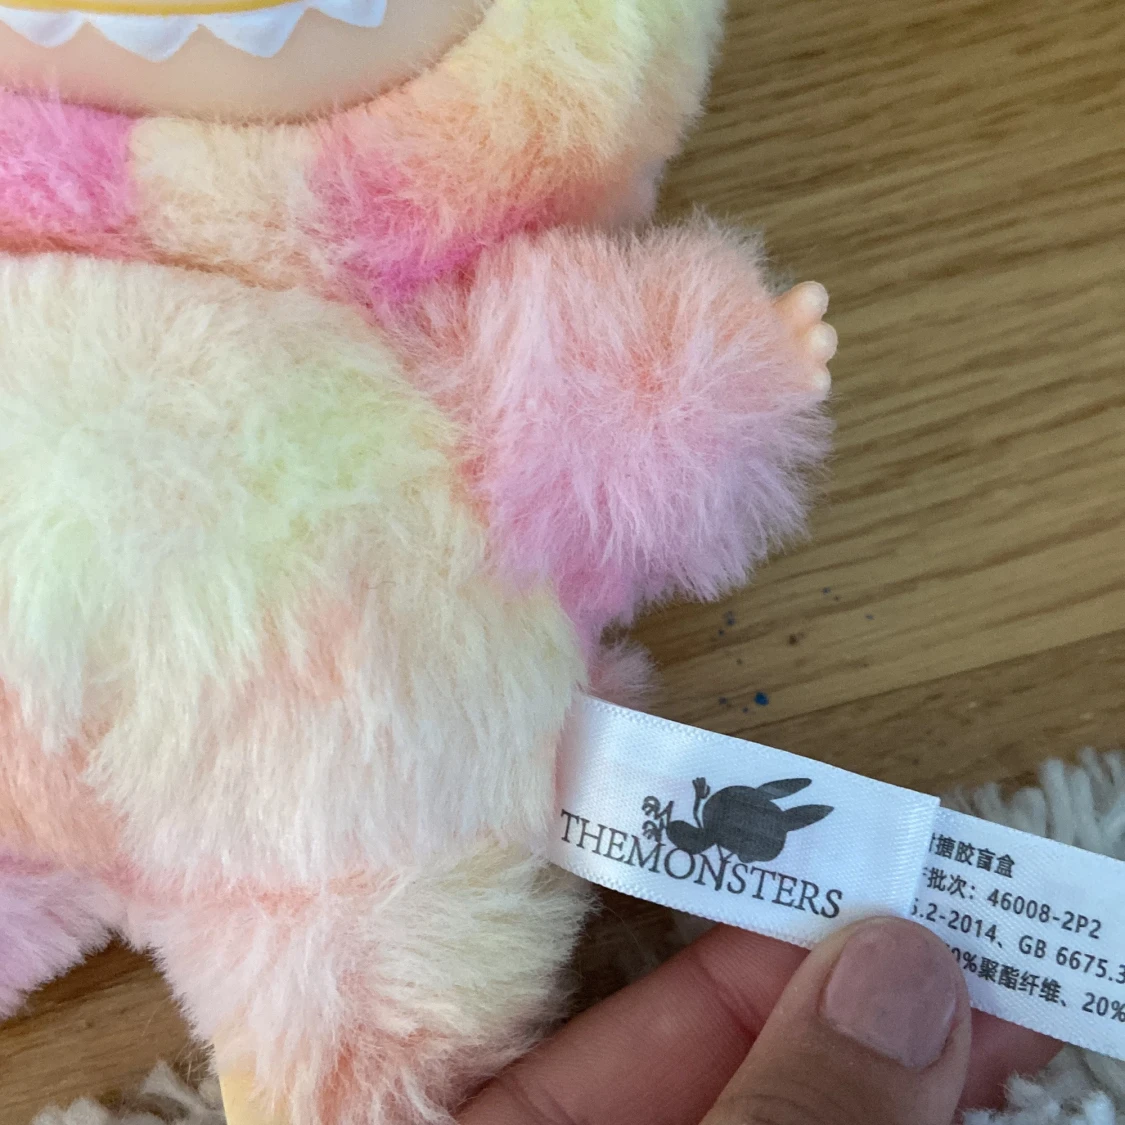 THEMONSTERS
搪胶盲盒
批次：46008-2P2
5.2-2014、GB 6675.3
0%聚酯纤维、20%